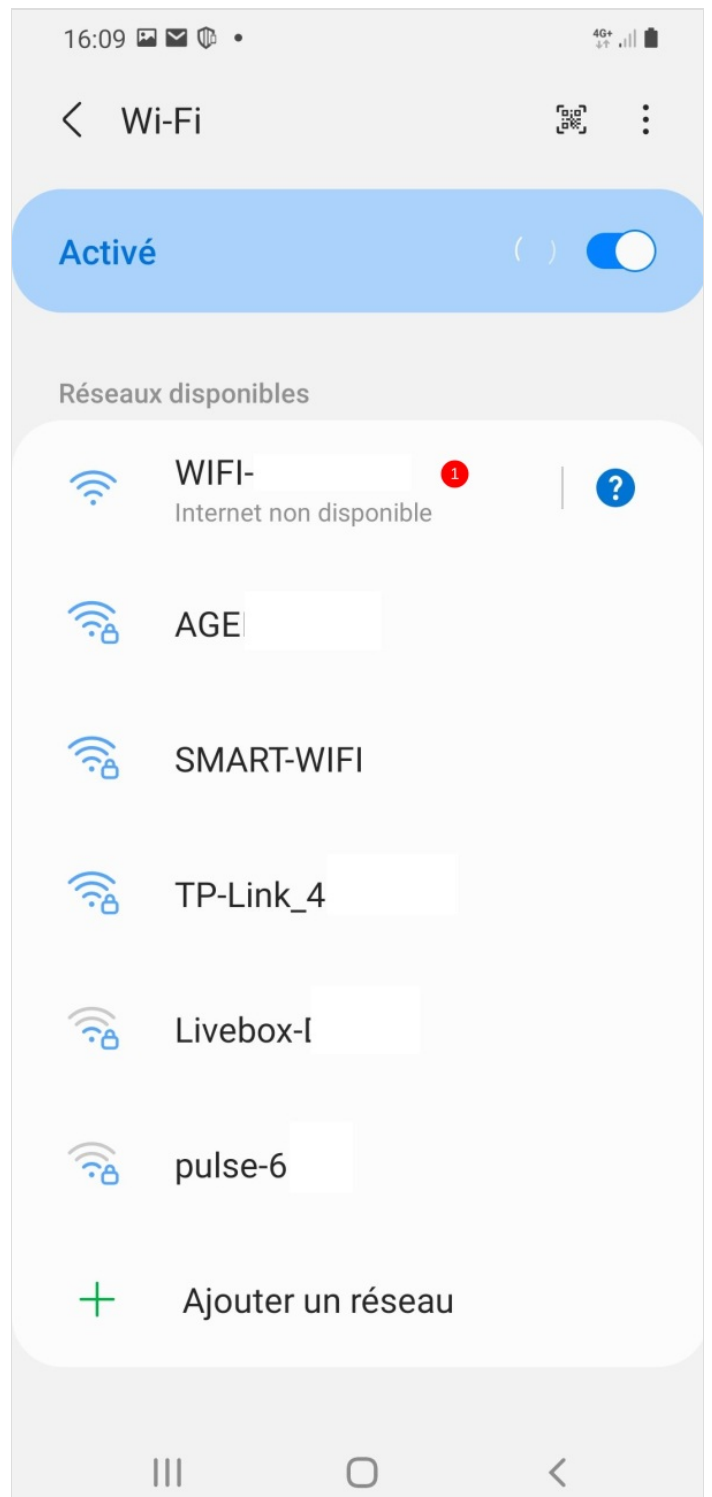 16:09
4G+
Wi-Fi
Activé
Réseaux disponibles
WIFI-
1
Internet non disponible
?
AGE
SMART-WIFI
TP-Link_4
Livebox-
pulse-6
Ajouter un réseau